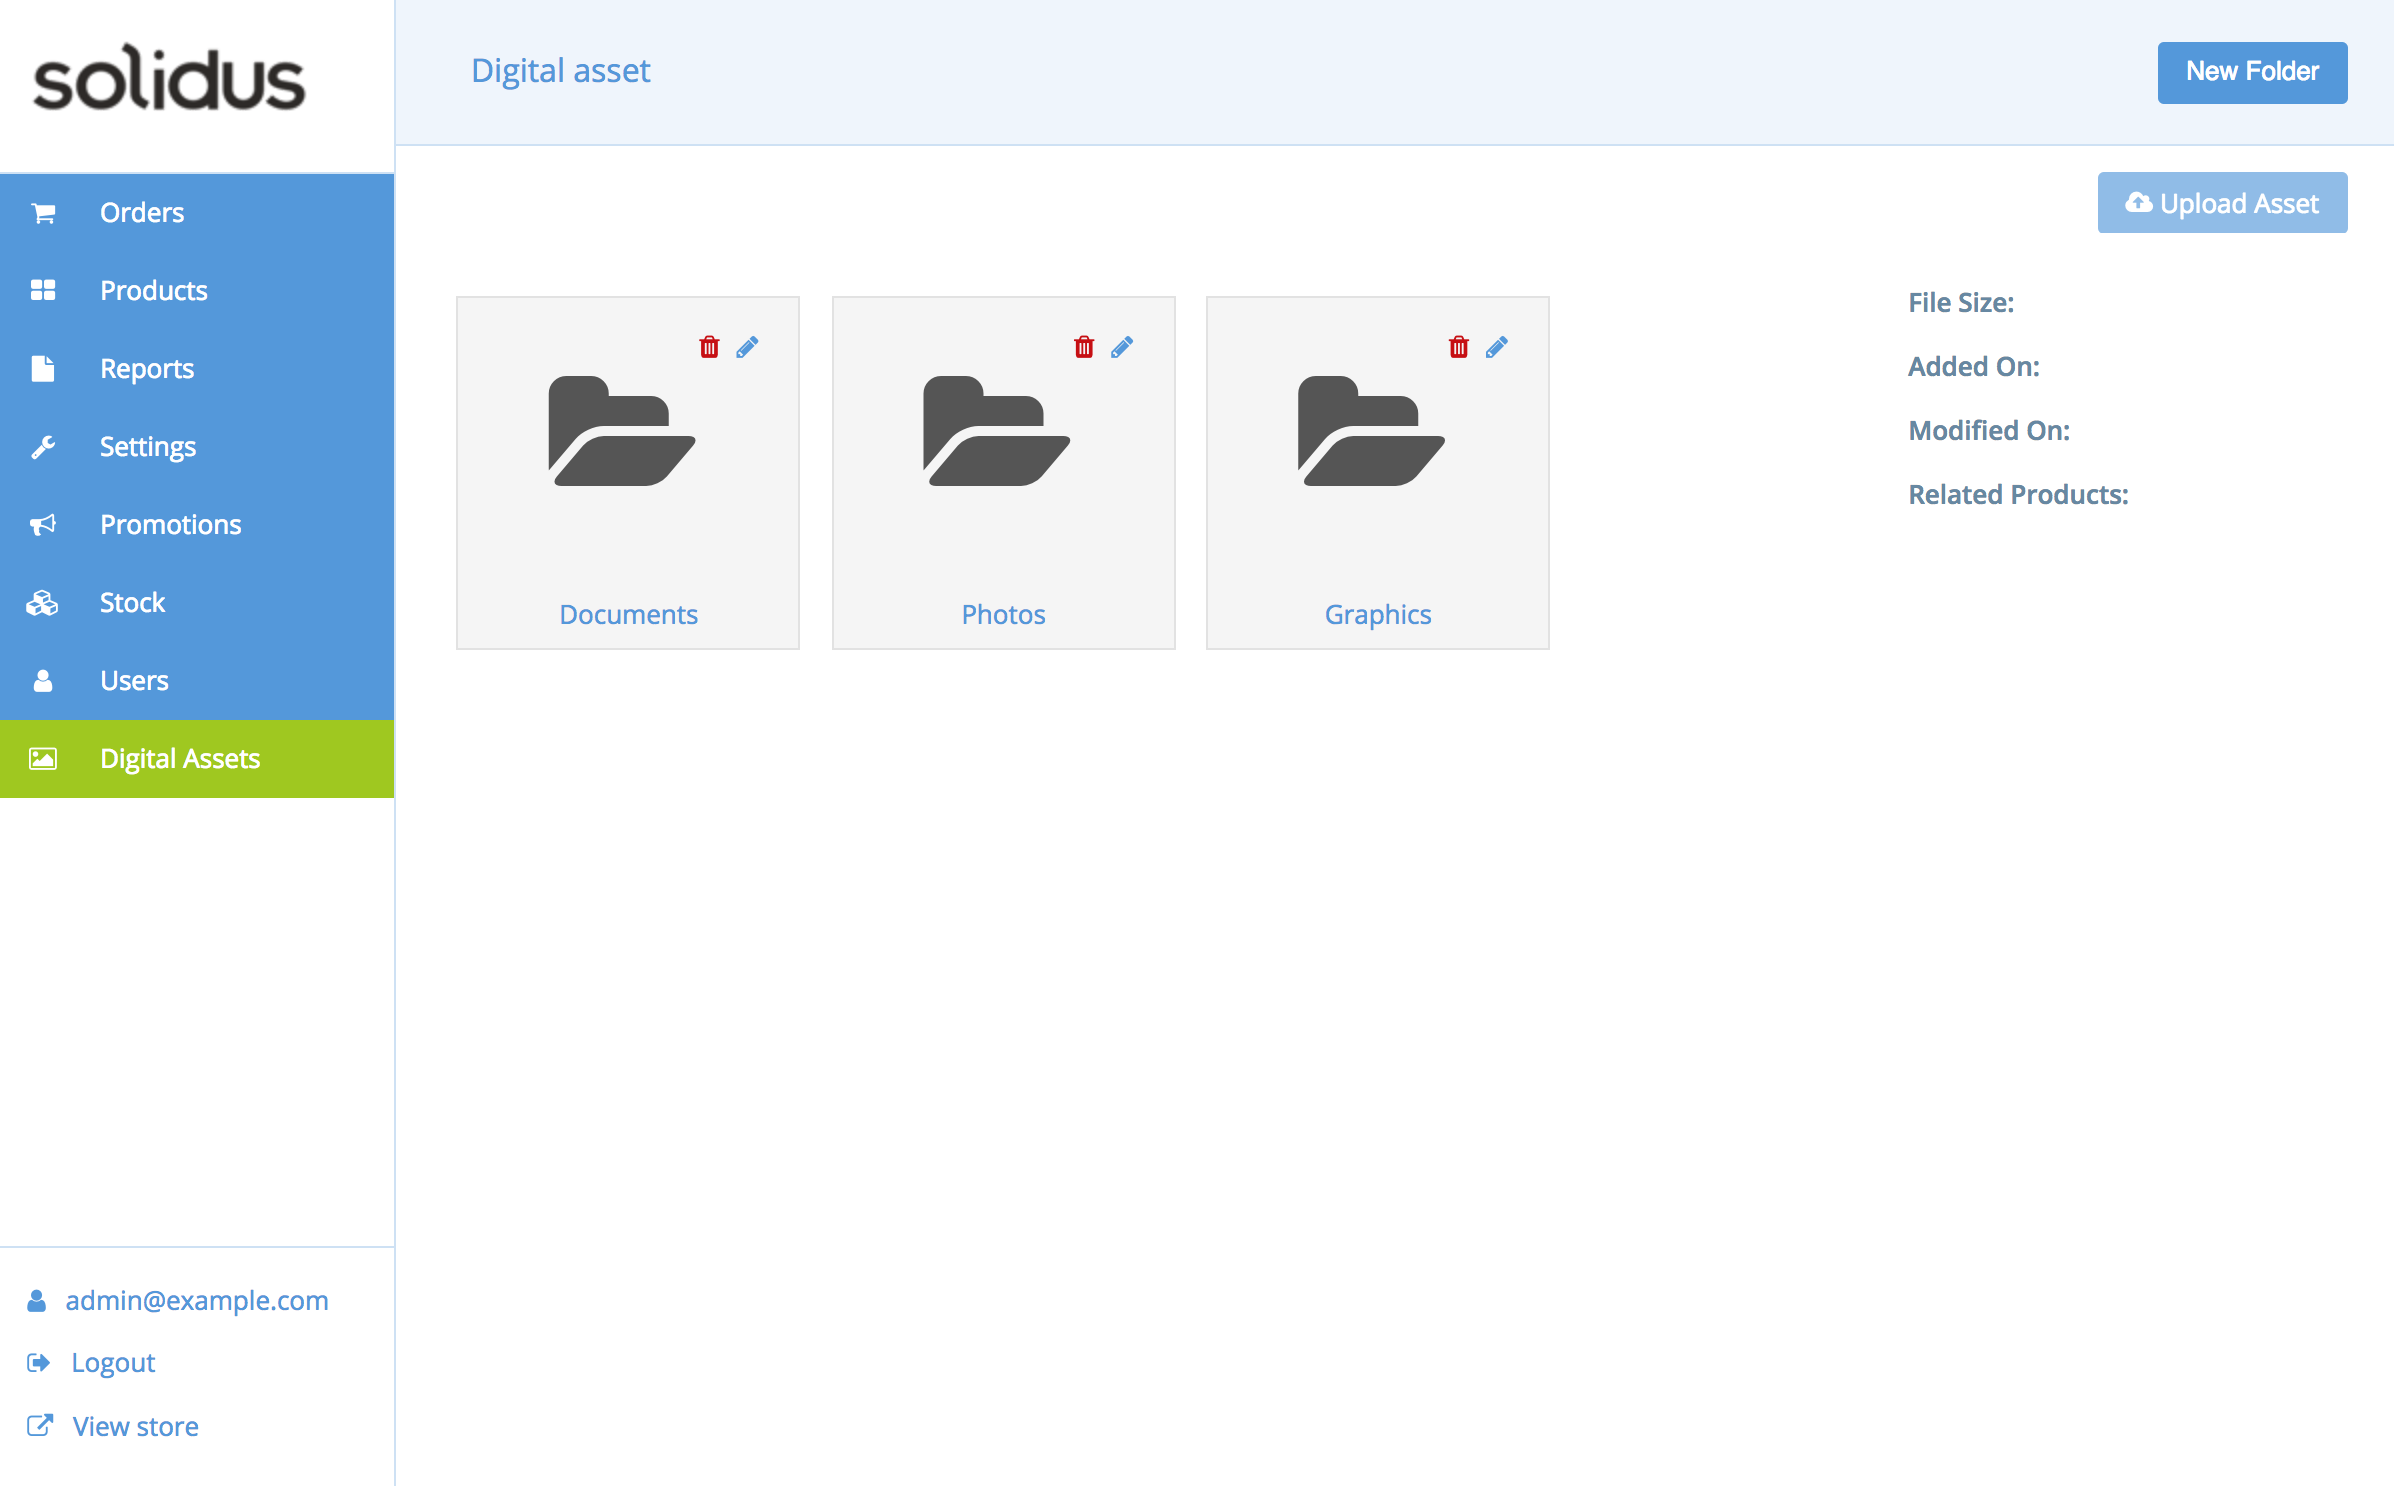 solidus
Orders
Products
Reports
Settings
Promotions
Stock
Users
Digital Assets
admin@example.com
Logout
View store
Digital asset
New Folder
Upload Asset
Documents
Photos
Graphics
File Size:
Added On:
Modified On:
Related Products: